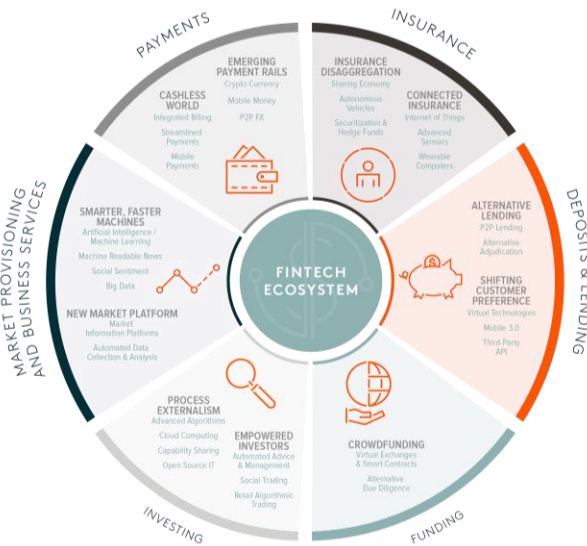 PAYMENTS
EMERGING
PAYMENT RAILS
Crypto Currency
Mobile Money
P2P FX
CASHLESS
WORLD
Integrated Billing
Streamlined
Payments
Mobile
Payments
INSURANCE
INSURANCE
DISAGGREGATION
Sharing Economy
Autonomous
Vehicles
Securitization &
Hedge Funds
CONNECTED
INSURANCE
Internet of Things
Advanced
Sensors
Wearable
Computers
DEPOSITS & LENDING
ALTERNATIVE
LENDING
P2P Lending
Alternative
Adjudication
SHIFTING
CUSTOMER
PREFERENCE
Virtual Technologies
Mobile 3.0
Third-Party
API
FUNDING
CROWDFUNDING
Virtual Exchanges
& Smart Contracts
Alternative
Due Diligence
INVESTING
PROCESS
EXTERNALISM
Advanced Algorithms
Cloud Computing
Capability Sharing
Open Source IT
EMPOWERED
INVESTORS
Automated Advice
& Management
Social Trading
Retail Algorithmic
Trading
MARKET PROVISIONING
AND BUSINESS SERVICES
SMARTER, FASTER
MACHINES
Artificial Intelligence /
Machine Learning
Machine Readable News
Social Sentiment
Big Data
NEW MARKET PLATFORM
Market
Information Platforms
Automated Data
Collection & Analysis
FINTECH
ECOSYSTEM
$